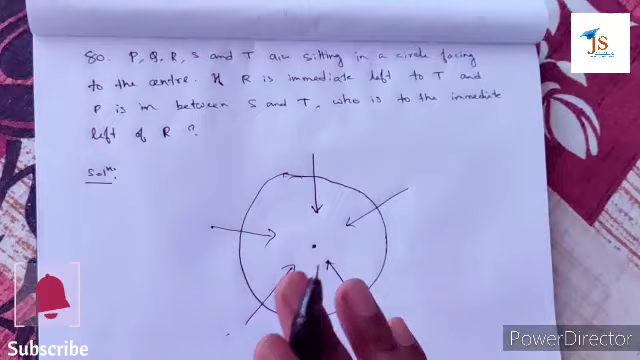 80. P, Q, R, S and T are sitting in a circle facing
to the centre. If R is immediate left to T and
P is in between S and T, who is to the immediate
left of R ?
Solⁿ:
JS
Subscribe
PowerDirector